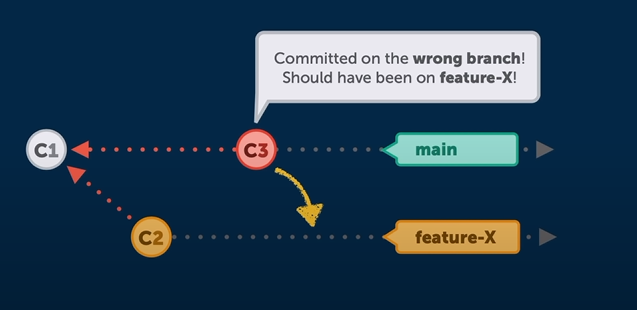 Committed on the wrong branch!
Should have been on feature-X!
C1
C3
main
C2
feature-X